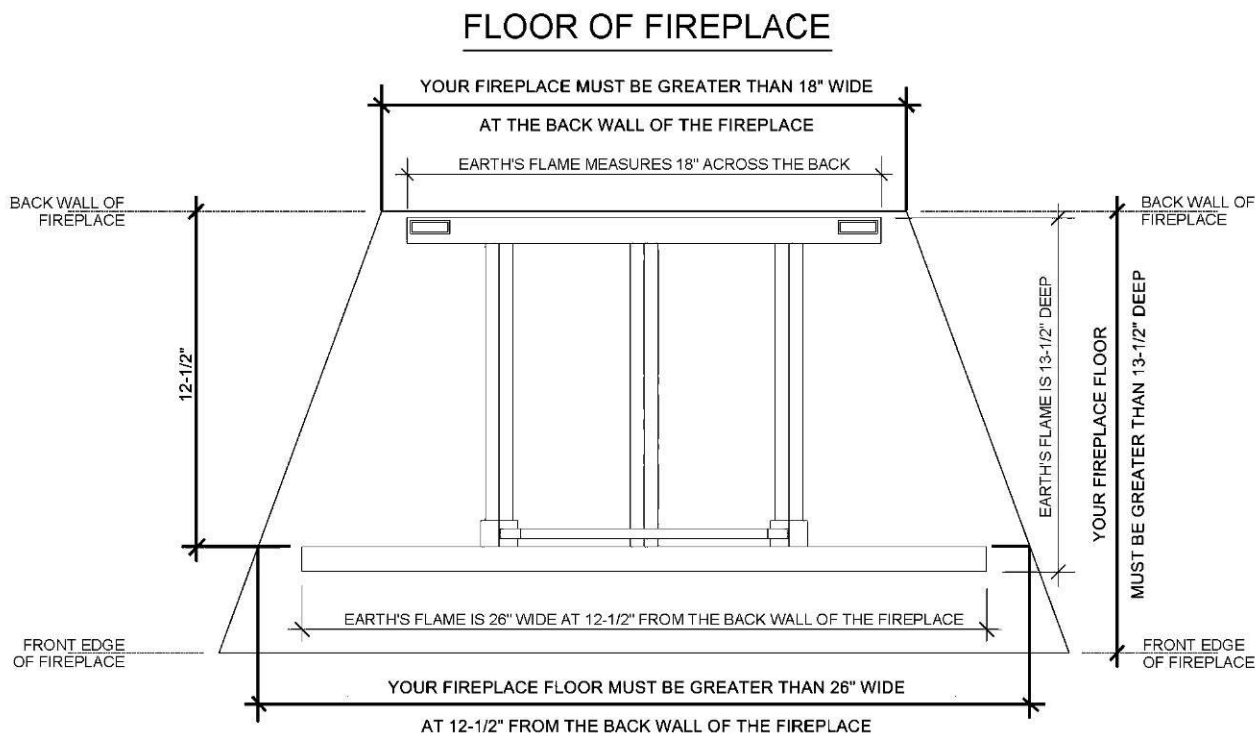 FLOOR OF FIREPLACE
YOUR FIREPLACE MUST BE GREATER THAN 18" WIDE
AT THE BACK WALL OF THE FIREPLACE
EARTH'S FLAME MEASURES 18" ACROSS THE BACK
BACK WALL OF
FIREPLACE
BACK WALL OF
FIREPLACE
12-1/2"
EARTH'S FLAME IS 13-1/2" DEEP
YOUR FIREPLACE FLOOR
MUST BE GREATER THAN 13-1/2" DEEP
EARTH'S FLAME IS 26" WIDE AT 12-1/2" FROM THE BACK WALL OF THE FIREPLACE
FRONT EDGE
OF FIREPLACE
FRONT EDGE
OF FIREPLACE
YOUR FIREPLACE FLOOR MUST BE GREATER THAN 26" WIDE
AT 12-1/2" FROM THE BACK WALL OF THE FIREPLACE